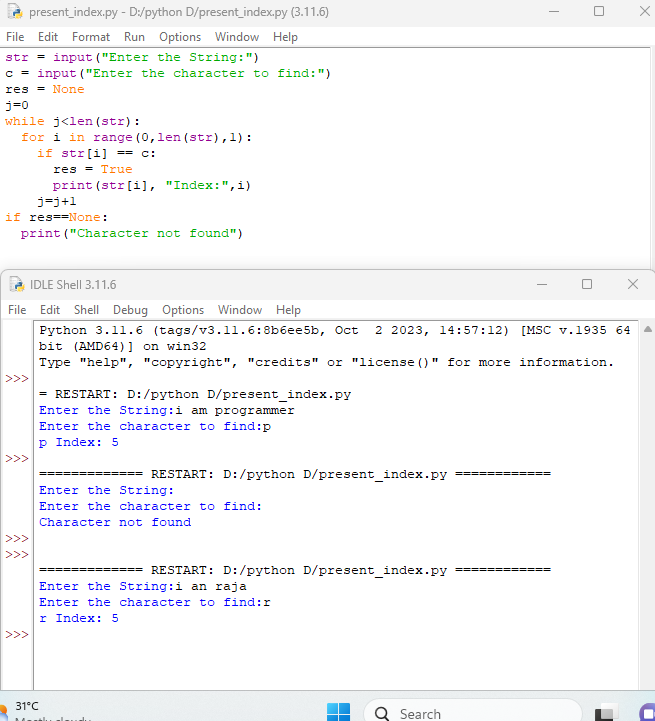 present_index.py - D:/python D/present_index.py (3.11.6)
File Edit Format Run Options Window Help
str = input("Enter the String:")
c = input("Enter the character to find:")
res = None
j=0
while j<len(str):
  for i in range(0,len(str),1):
    if str[i] == c:
      res = True
      print(str[i], "Index:",i)
    j=j+1
if res==None:
  print("Character not found")
IDLE Shell 3.11.6
File Edit Shell Debug Options Window Help
Python 3.11.6 (tags/v3.11.6:8b6ee5b, Oct  2 2023, 14:57:12) [MSC v.1935 64
bit (AMD64)] on win32
Type "help", "copyright", "credits" or "license()" for more information.
>>>
= RESTART: D:/python D/present_index.py
Enter the String:i am programmer
Enter the character to find:p
p Index: 5
>>>
============= RESTART: D:/python D/present_index.py ============
Enter the String:
Enter the character to find:
Character not found
>>>
>>>
============= RESTART: D:/python D/present_index.py ============
Enter the String:i an raja
Enter the character to find:r
r Index: 5
>>>
31°C
Mostly cloudy
Search